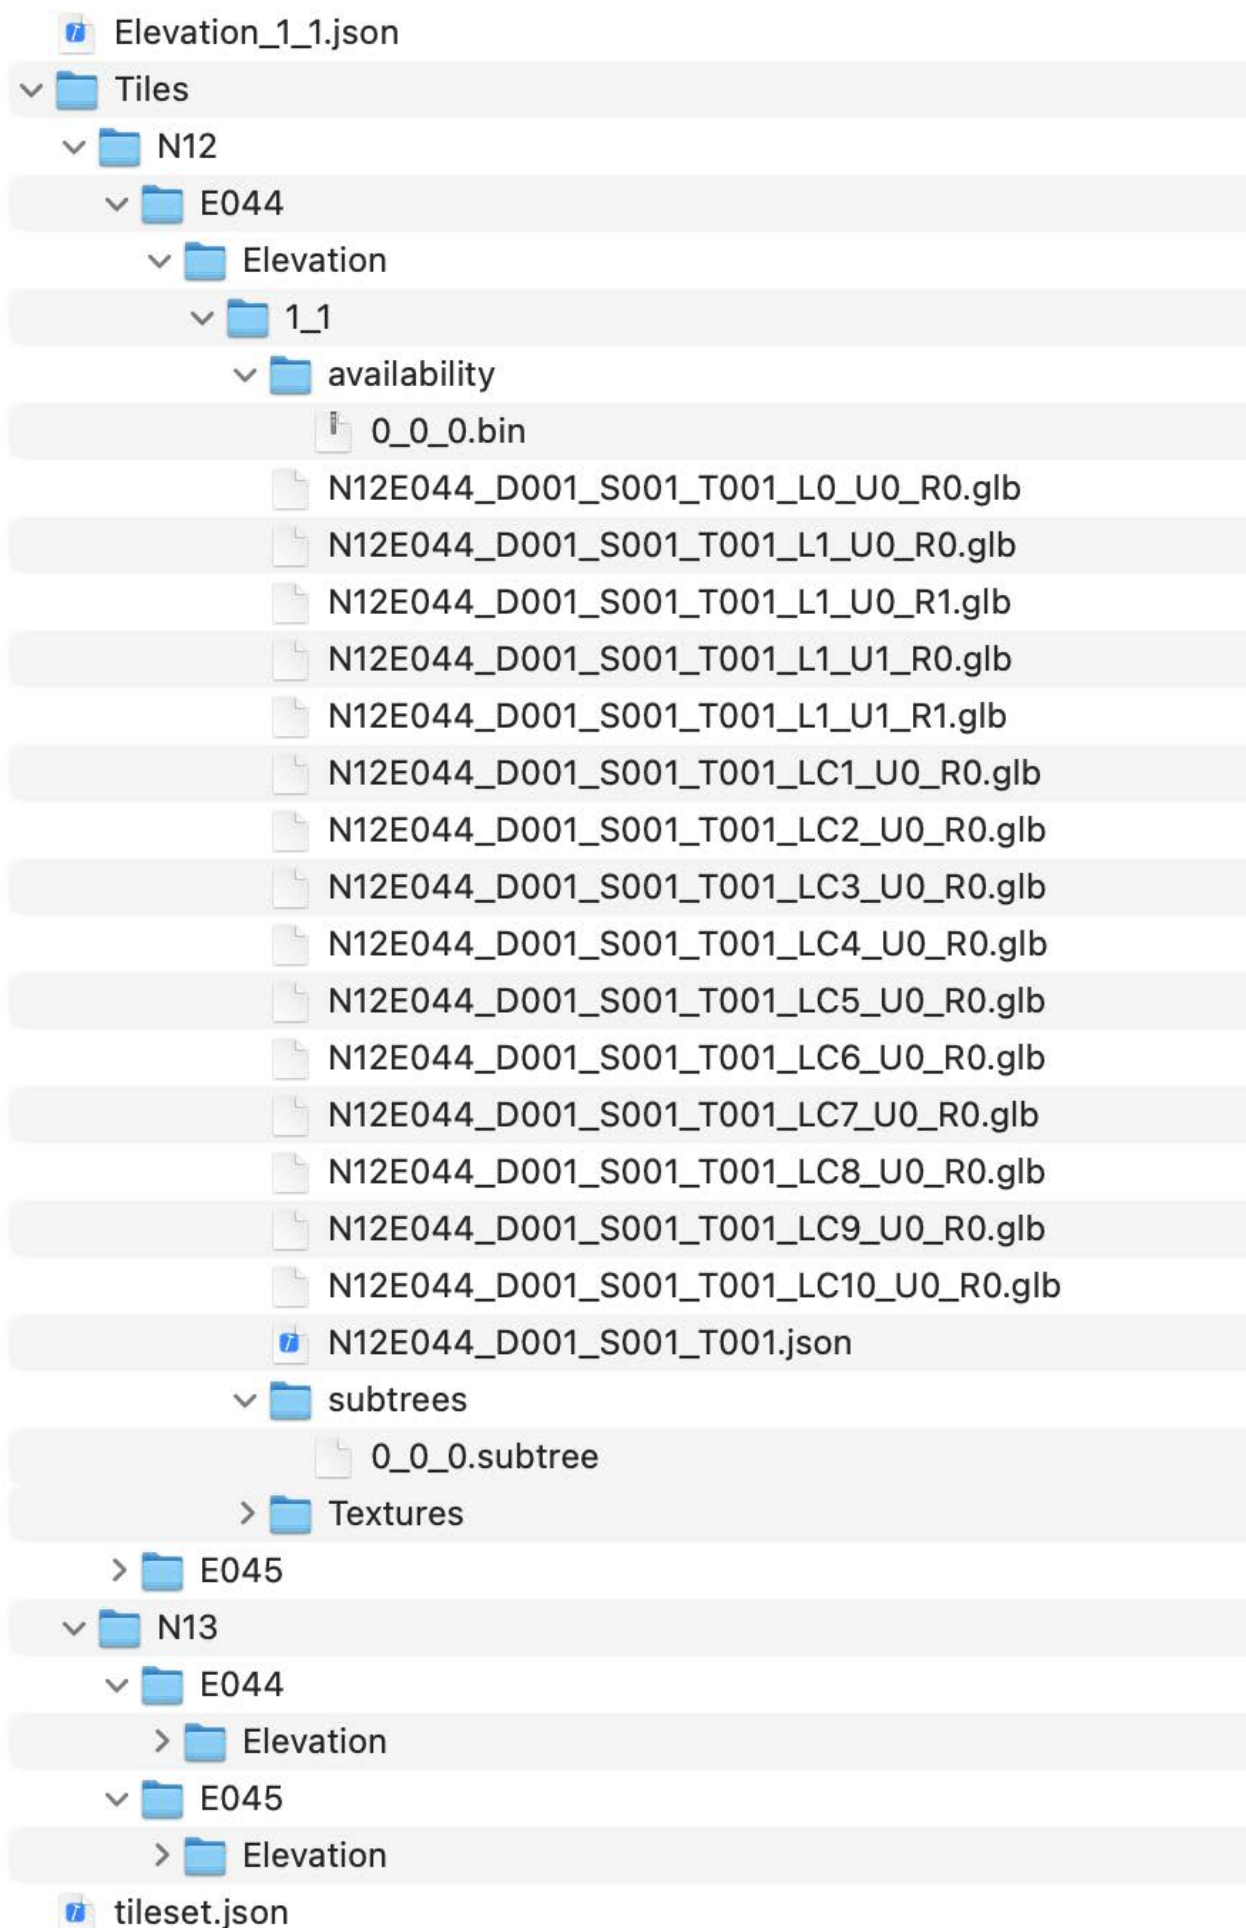 Elevation_1_1.json
Tiles
N12
E044
Elevation
1_1
availability
0_0_0.bin
N12E044_D001_S001_T001_L0_U0_R0.glb
N12E044_D001_S001_T001_L1_U0_R0.glb
N12E044_D001_S001_T001_L1_U0_R1.glb
N12E044_D001_S001_T001_L1_U1_R0.glb
N12E044_D001_S001_T001_L1_U1_R1.glb
N12E044_D001_S001_T001_LC1_U0_R0.glb
N12E044_D001_S001_T001_LC2_U0_R0.glb
N12E044_D001_S001_T001_LC3_U0_R0.glb
N12E044_D001_S001_T001_LC4_U0_R0.glb
N12E044_D001_S001_T001_LC5_U0_R0.glb
N12E044_D001_S001_T001_LC6_U0_R0.glb
N12E044_D001_S001_T001_LC7_U0_R0.glb
N12E044_D001_S001_T001_LC8_U0_R0.glb
N12E044_D001_S001_T001_LC9_U0_R0.glb
N12E044_D001_S001_T001_LC10_U0_R0.glb
N12E044_D001_S001_T001.json
subtrees
0_0_0.subtree
Textures
E045
N13
E044
Elevation
E045
Elevation
tileset.json